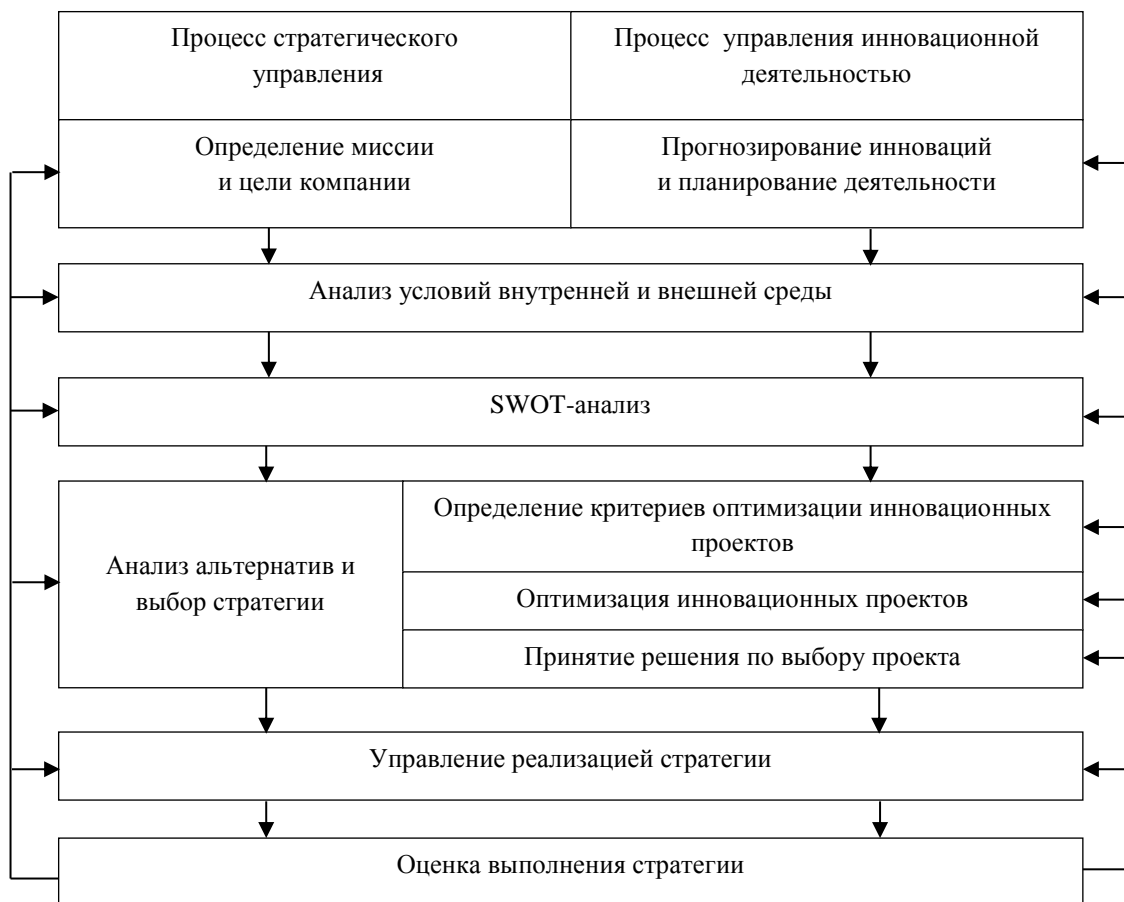 Процесс стратегического
управления
Процесс управления инновационной
деятельностью
Определение миссии
и цели компании
Прогнозирование инноваций
и планирование деятельности
Анализ условий внутренней и внешней среды
SWOT-анализ
Анализ альтернатив и
выбор стратегии
Определение критериев оптимизации инновационных
проектов
Оптимизация инновационных проектов
Принятие решения по выбору проекта
Управление реализацией стратегии
Оценка выполнения стратегии